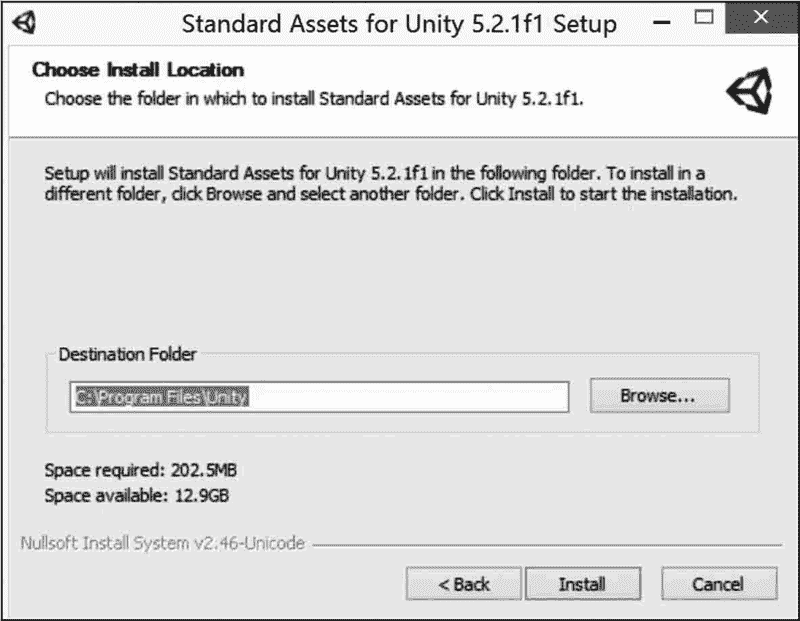 Standard Assets for Unity 5.2.1f1 Setup
Choose Install Location
Choose the folder in which to install Standard Assets for Unity 5.2.1f1.
Setup will install Standard Assets for Unity 5.2.1f1 in the following folder. To install in a
different folder, click Browse and select another folder. Click Install to start the installation.
Destination Folder
C:\Program Files\Unity
Browse...
Space required: 202.5MB
Space available: 12.9GB
Nullsoft Install System v2.46-Unicode
< Back
Install
Cancel